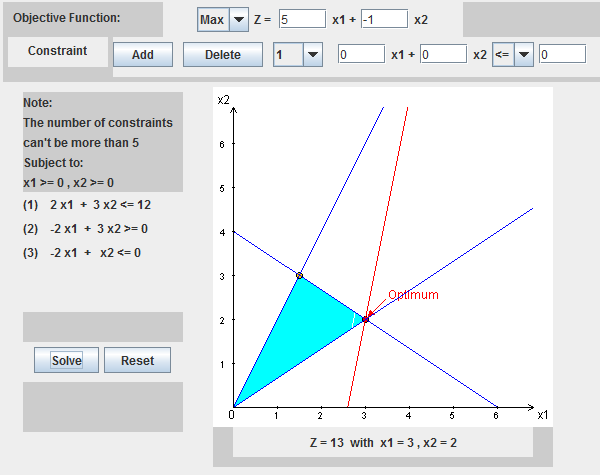 Objective Function: Max Z = 5 x1 + -1 x2
Constraint Add Delete 1 0 x1 + 0 x2 <= 0
Note:
The number of constraints
can't be more than 5
Subject to:
x1 >= 0 , x2 >= 0
(1) 2 x1 + 3 x2 <= 12
(2) -2 x1 + 3 x2 >= 0
(3) -2 x1 + x2 <= 0
Solve Reset
x2
6
5
4
3
2
1
Optimum
0 1 2 3 4 5 6 x1
Z = 13 with x1 = 3 , x2 = 2